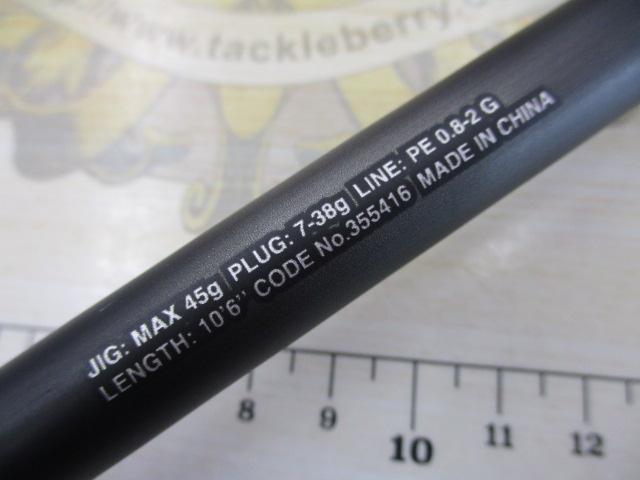 www.tackleberry.co
JIG: MAX 45g | PLUG: 7-38g | LINE: PE 0.8-2 G
LENGTH: 10'6" CODE No.355416 MADE IN CHINA
8 9 10 11 12